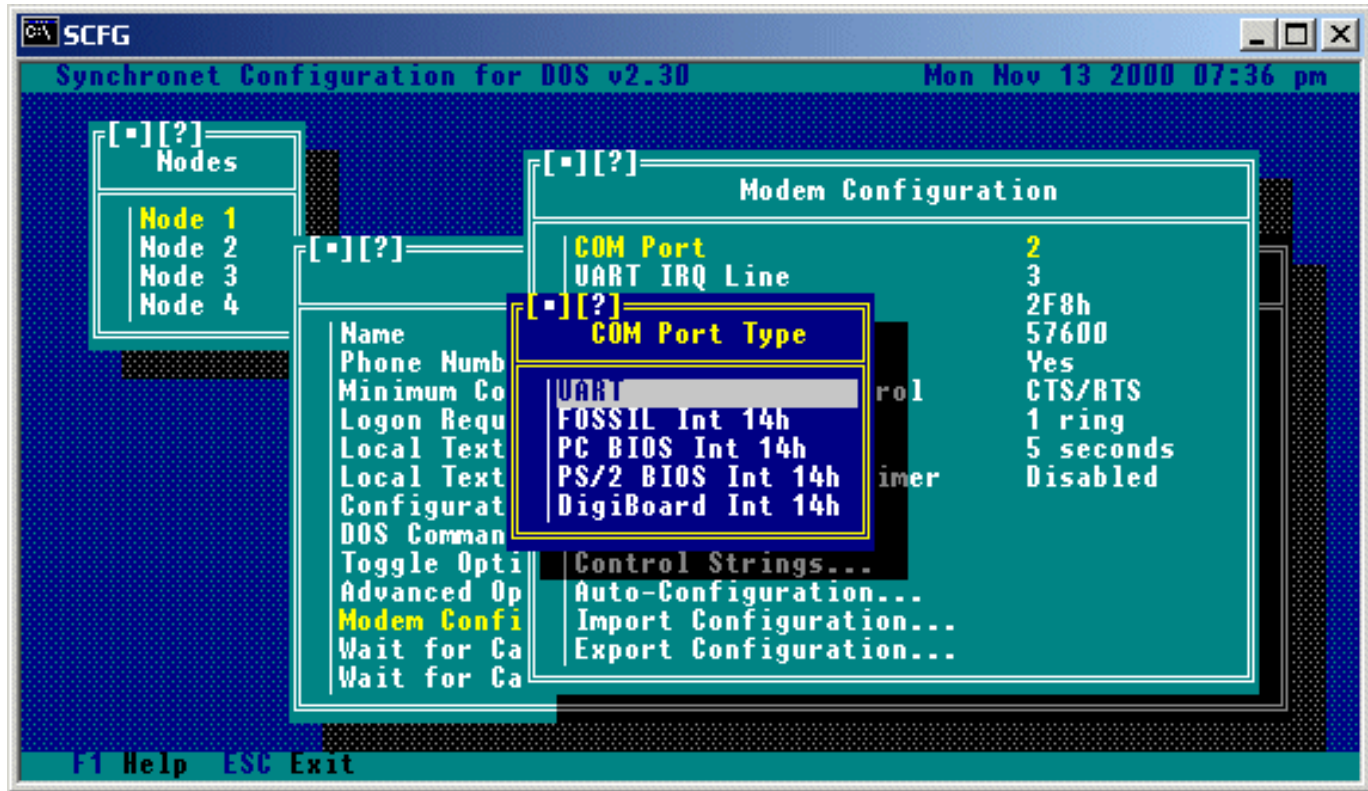 SCFG
Synchronet Configuration for DOS v2.30 Mon Nov 13 2000 07:36 pm
[▪][?]
Nodes
Node 1
Node 2
Node 3
Node 4
[▪][?]
Name
Phone Numb
Minimum Co
Logon Requ
Local Text
Local Text
Configurat
DOS Comman
Toggle Opti
Advanced Op
Modem Confi
Wait for Ca
Wait for Ca
[▪][?]
Modem Configuration
COM Port 2
UART IRQ Line 3
2F8h
57600
Yes
rol CTS/RTS
1 ring
5 seconds
imer Disabled
Control Strings...
Auto-Configuration...
Import Configuration...
Export Configuration...
[▪][?]
COM Port Type
UART
FOSSIL Int 14h
PC BIOS Int 14h
PS/2 BIOS Int 14h
DigiBoard Int 14h
F1 Help ESC Exit